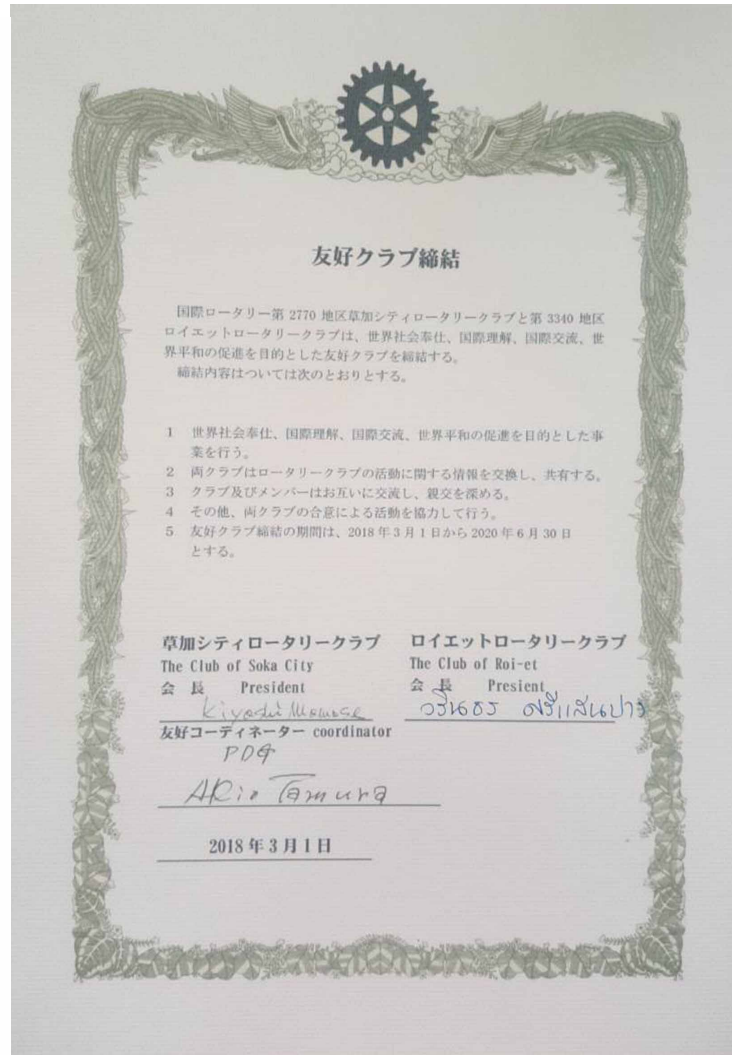 友好クラブ締結
国際ロータリー第 2770 地区草加シティロータリークラブと第 3340 地区
ロイエットロータリークラブは、世界社会奉仕、国際理解、国際交流、世
界平和の促進を目的とした友好クラブを締結する。
締結内容はついては次のとおりとする。
1 世界社会奉仕、国際理解、国際交流、世界平和の促進を目的とした事
業を行う。
2 両クラブはロータリークラブの活動に関する情報を交換し、共有する。
3 クラブ及びメンバーはお互いに交流し、親交を深める。
4 その他、両クラブの合意による活動を協力して行う。
5 友好クラブ締結の期間は、2018 年 3 月 1 日から 2020 年 6 月 30 日
とする。
草加シティロータリークラブ
The Club of Soka City
会 長 President
Kiyoshi Momose
ロイエットロータリークラブ
The Club of Roi-et
会 長 Presient
วรินธร ศรีแสนปาง
友好コーディネーター coordinator
PDG
Akio Tamura
2018 年 3 月 1 日